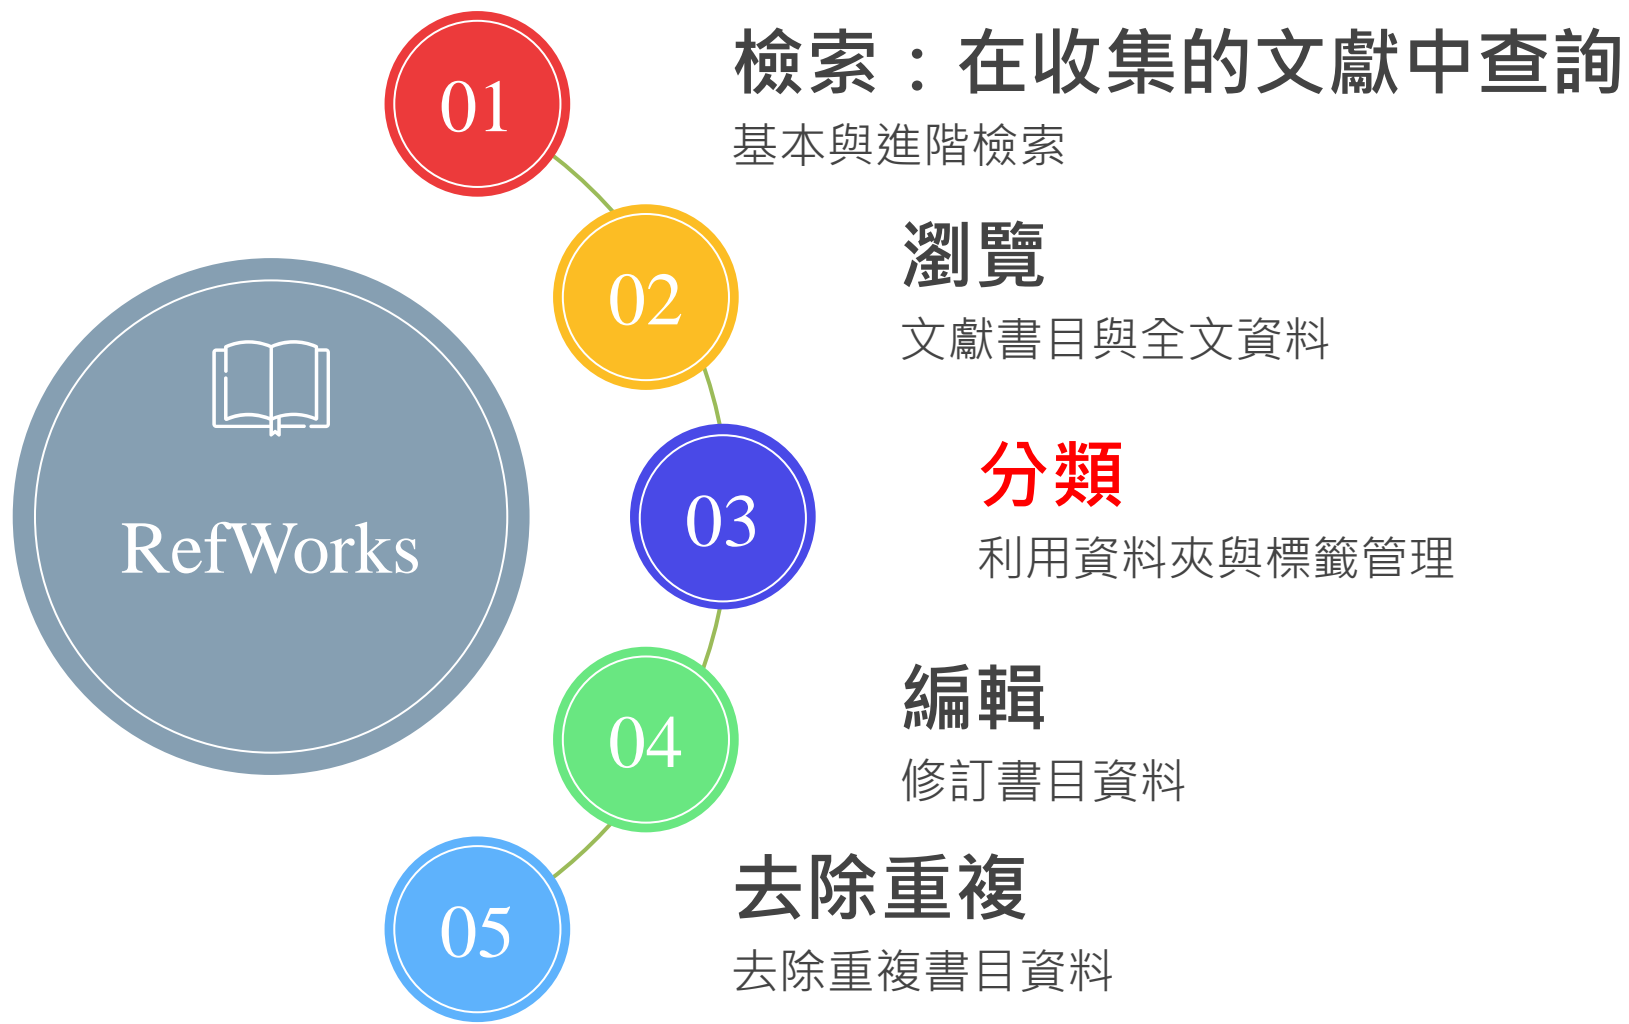 RefWorks
01
檢索：在收集的文獻中查詢
基本與進階檢索
02
瀏覽
文獻書目與全文資料
03
分類
利用資料夾與標籤管理
04
編輯
修訂書目資料
05
去除重複
去除重複書目資料